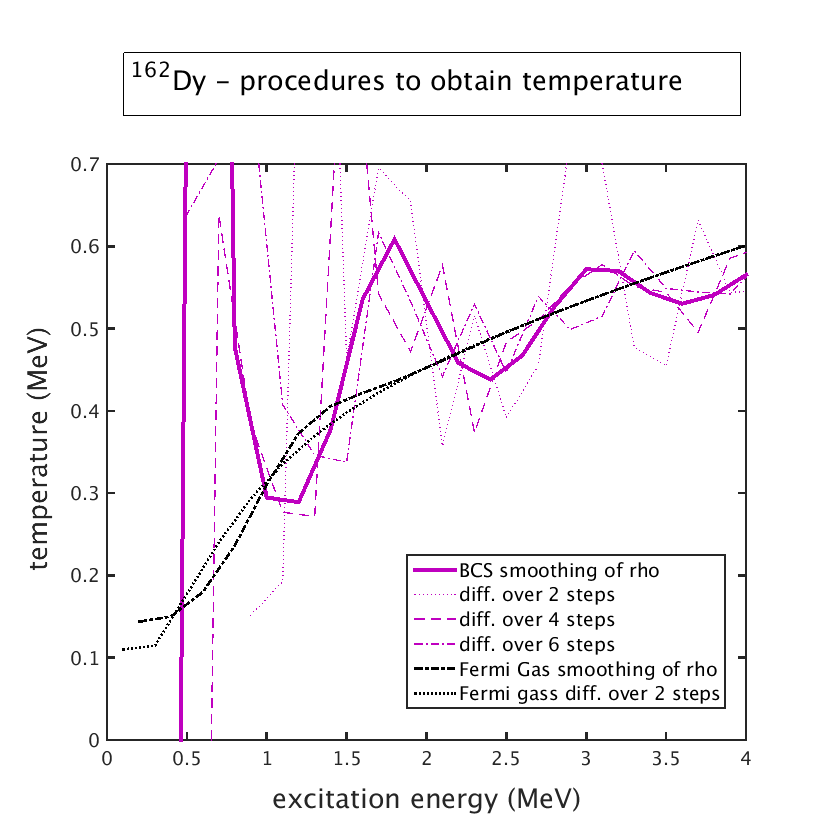 ¹⁶²Dy – procedures to obtain temperature
0.7
0.6
0.5
0.4
0.3
0.2
0.1
0
temperature (MeV)
BCS smoothing of rho
diff. over 2 steps
diff. over 4 steps
diff. over 6 steps
Fermi Gas smoothing of rho
Fermi gass diff. over 2 steps
0 0.5 1 1.5 2 2.5 3 3.5 4
excitation energy (MeV)